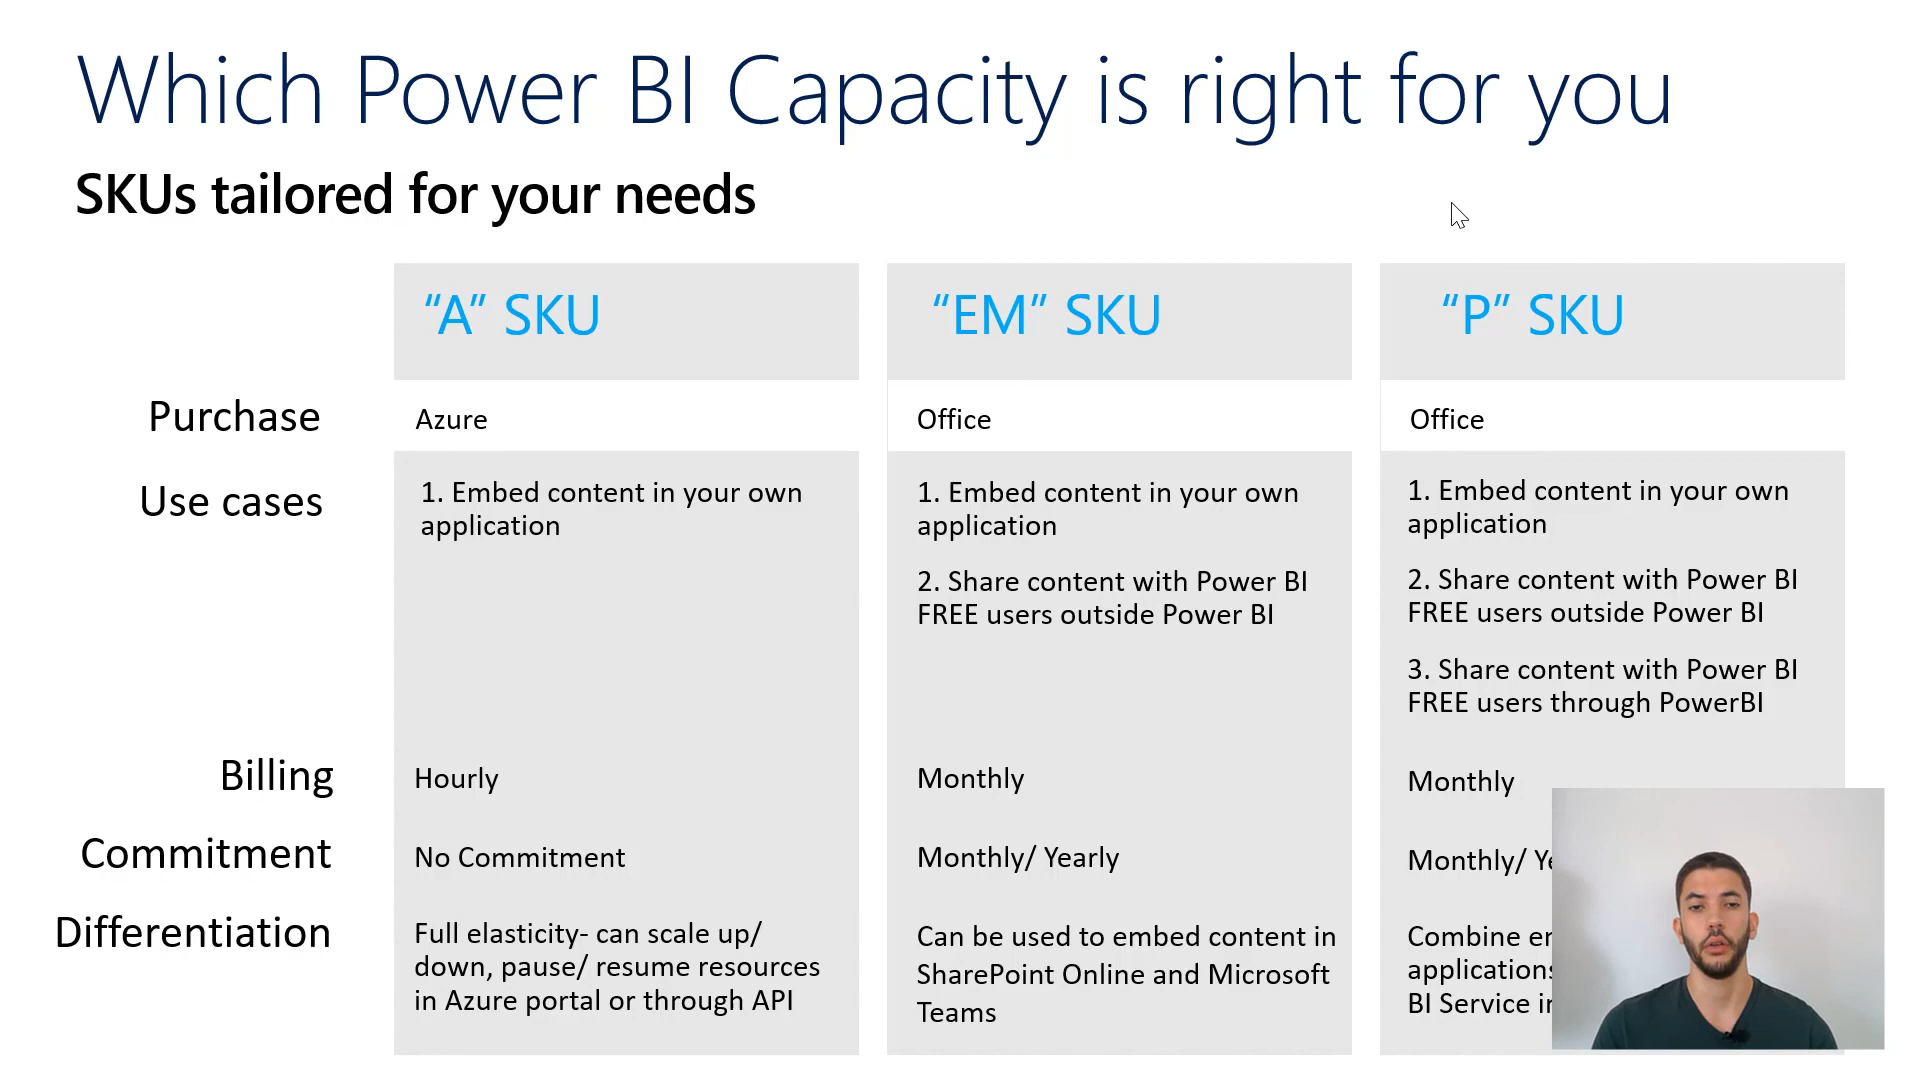 Which Power BI Capacity is right for you
SKUs tailored for your needs
“A” SKU
“EM” SKU
“P” SKU
Purchase
Azure
Office
Office
Use cases
1. Embed content in your own
application
1. Embed content in your own
application
2. Share content with Power BI
FREE users outside Power BI
1. Embed content in your own
application
2. Share content with Power BI
FREE users outside Power BI
3. Share content with Power BI
FREE users through PowerBI
Billing
Hourly
Monthly
Monthly
Commitment
No Commitment
Monthly/ Yearly
Monthly/
Differentiation
Full elasticity- can scale up/
down, pause/ resume resources
in Azure portal or through API
Can be used to embed content in
SharePoint Online and Microsoft
Teams
Combine
applications
BI Service